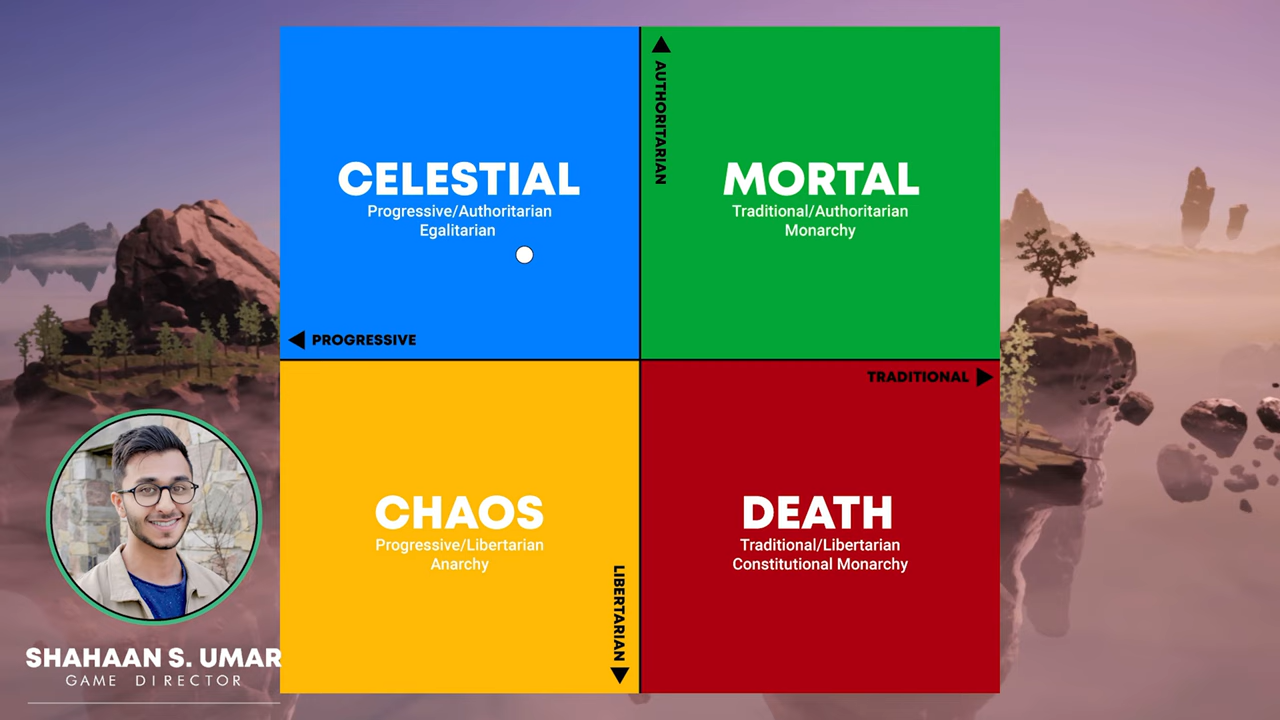 CELESTIAL
Progressive/Authoritarian
Egalitarian
PROGRESSIVE
AUTHORITARIAN
MORTAL
Traditional/Authoritarian
Monarchy
TRADITIONAL
CHAOS
Progressive/Libertarian
Anarchy
LIBERTARIAN
DEATH
Traditional/Libertarian
Constitutional Monarchy
SHAHAAN S. UMAR
GAME DIRECTOR